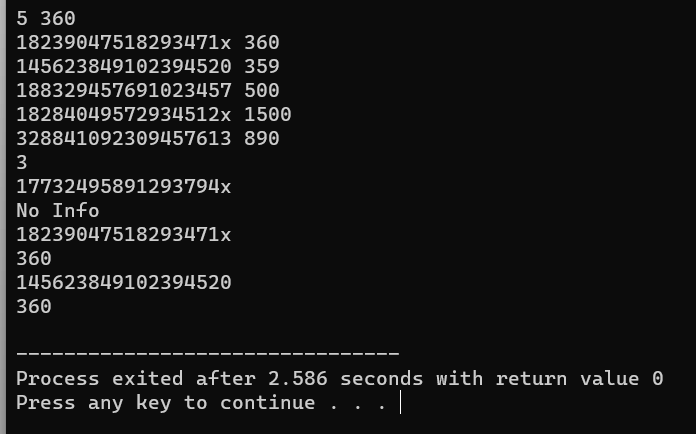 5 360
18239047518293471x 360
145623849102394520 359
188329457691023457 500
18284049572934512x 1500
328841092309457613 890
3
17732495891293794x
No Info
18239047518293471x
360
145623849102394520
360
--------------------------------
Process exited after 2.586 seconds with return value 0
Press any key to continue . . .